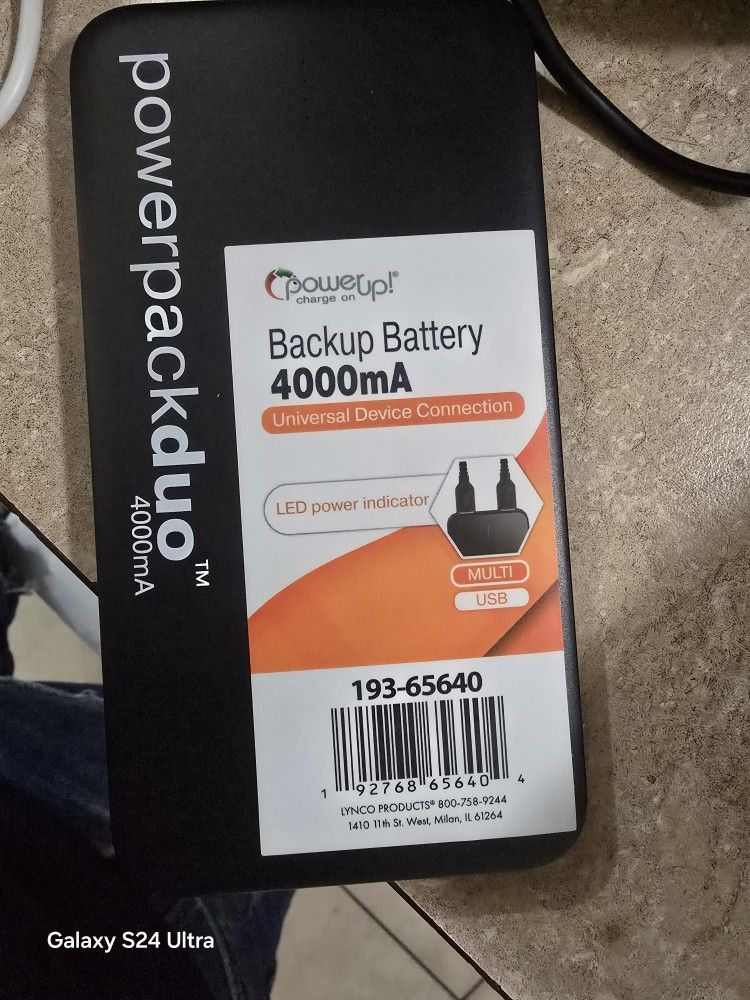 powerpackduo™
4000mA
powerup!®
charge on
Backup Battery
4000mA
Universal Device Connection
LED power indicator
MULTI
USB
193-65640
1 92768 65640 4
LYNCO PRODUCTS® 800-758-9244
1410 11th St. West, Milan, IL 61264
Galaxy S24 Ultra